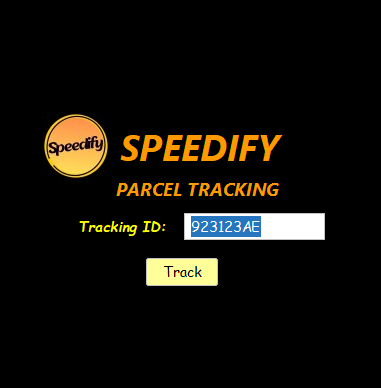 Speedify
SPEEDIFY
PARCEL TRACKING
Tracking ID: 923123AE
Track